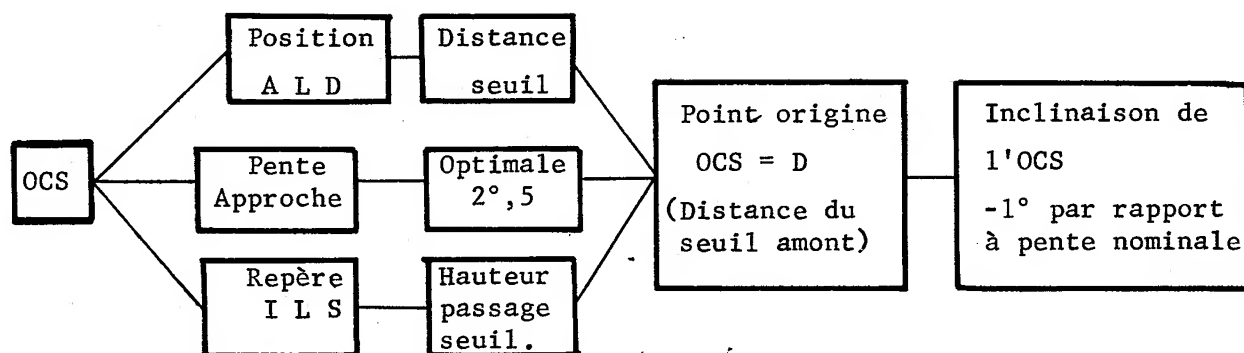 OCS
Position
A L D
Distance
seuil
Pente
Approche
Optimale
2°,5
Repère
I L S
Hauteur
passage
seuil.
Point origine
OCS = D
(Distance du
seuil amont)
Inclinaison de
1'OCS
-1° par rapport
à pente nominale